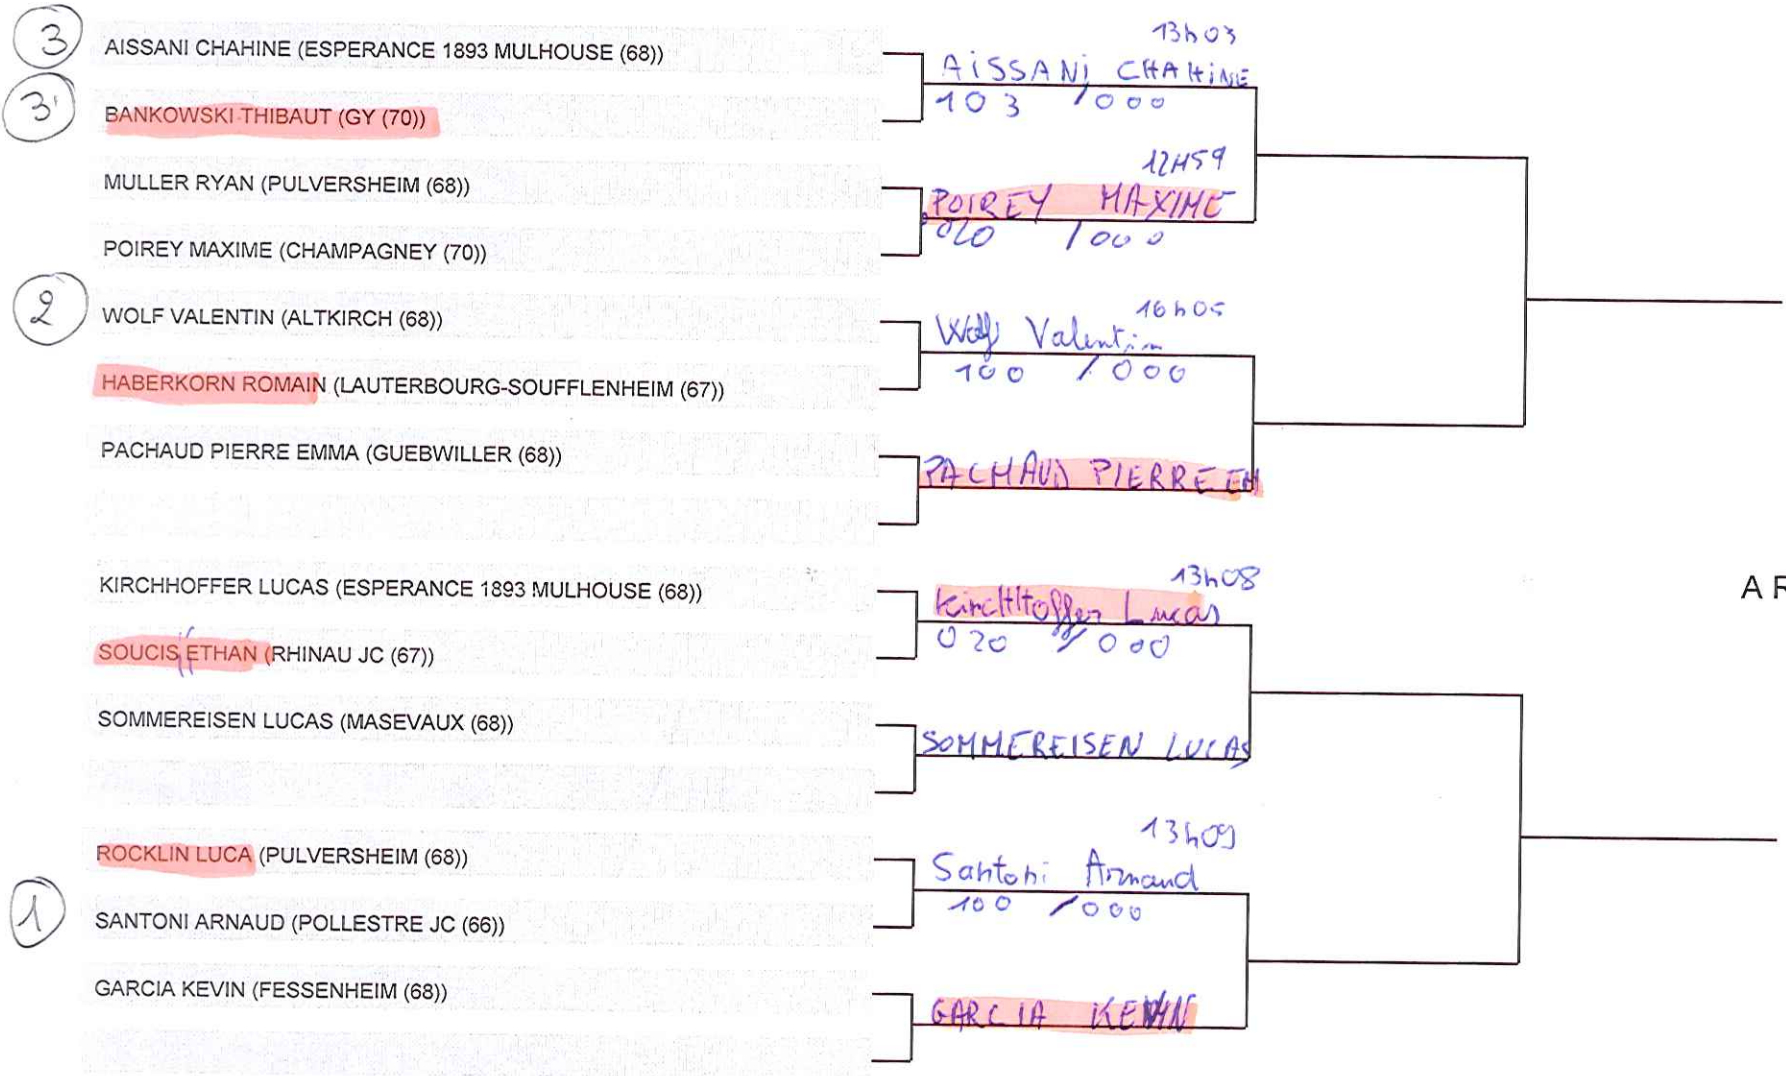 3 AISSANI CHAHINE (ESPERANCE 1893 MULHOUSE (68))
13h03
AiSSANi CHAHiNE
103 / 000
3' BANKOWSKI THIBAUT (GY (70))
MULLER RYAN (PULVERSHEIM (68))
12H59
POIREY MAXIME
020 / 000
POIREY MAXIME (CHAMPAGNEY (70))
2 WOLF VALENTIN (ALTKIRCH (68))
16h05
Wolf Valentin
100 / 000
HABERKORN ROMAIN (LAUTERBOURG-SOUFFLENHEIM (67))
PACHAUD PIERRE EMMA (GUEBWILLER (68))
PACHAUD PIERRE EM
KIRCHHOFFER LUCAS (ESPERANCE 1893 MULHOUSE (68))
13h08
KirchHoffer Lucas
020 / 000
A R
SOUCIS ETHAN (RHINAU JC (67))
SOMMEREISEN LUCAS (MASEVAUX (68))
SOMMEREISEN LUCAS
ROCKLIN LUCA (PULVERSHEIM (68))
13h09
Santoni Armand
100 / 000
1 SANTONI ARNAUD (POLLESTRE JC (66))
GARCIA KEVIN (FESSENHEIM (68))
GARCIA KEVIN